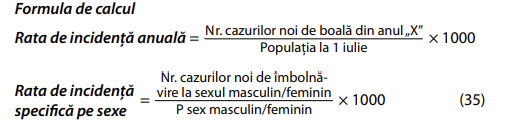 Formula de calcul
Rata de incidență anuală = Nr. cazurilor noi de boală din anul „X” × 1000
Populația la 1 iulie
Nr. cazurilor noi de îmbolnă-
Rata de incidență vire la sexul masculin/feminin
specifică pe sexe = P sex masculin/feminin × 1000 (35)